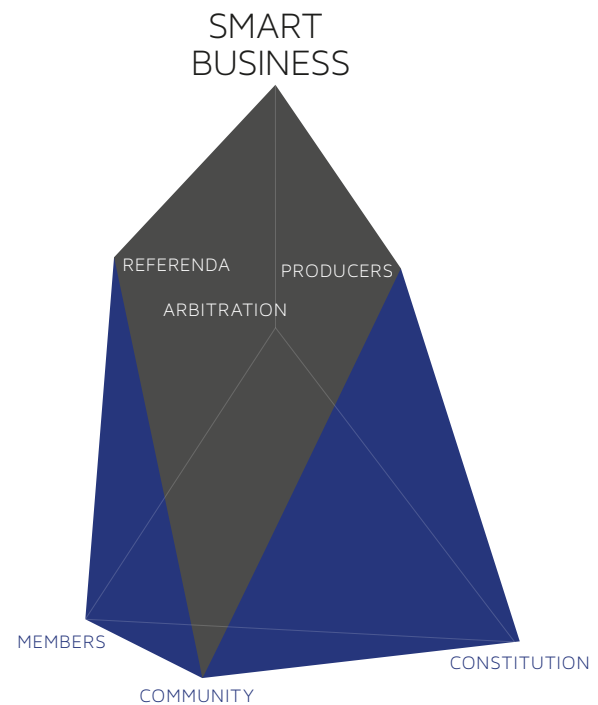 SMART
BUSINESS
REFERENDA
PRODUCERS
ARBITRATION
MEMBERS
CONSTITUTION
COMMUNITY